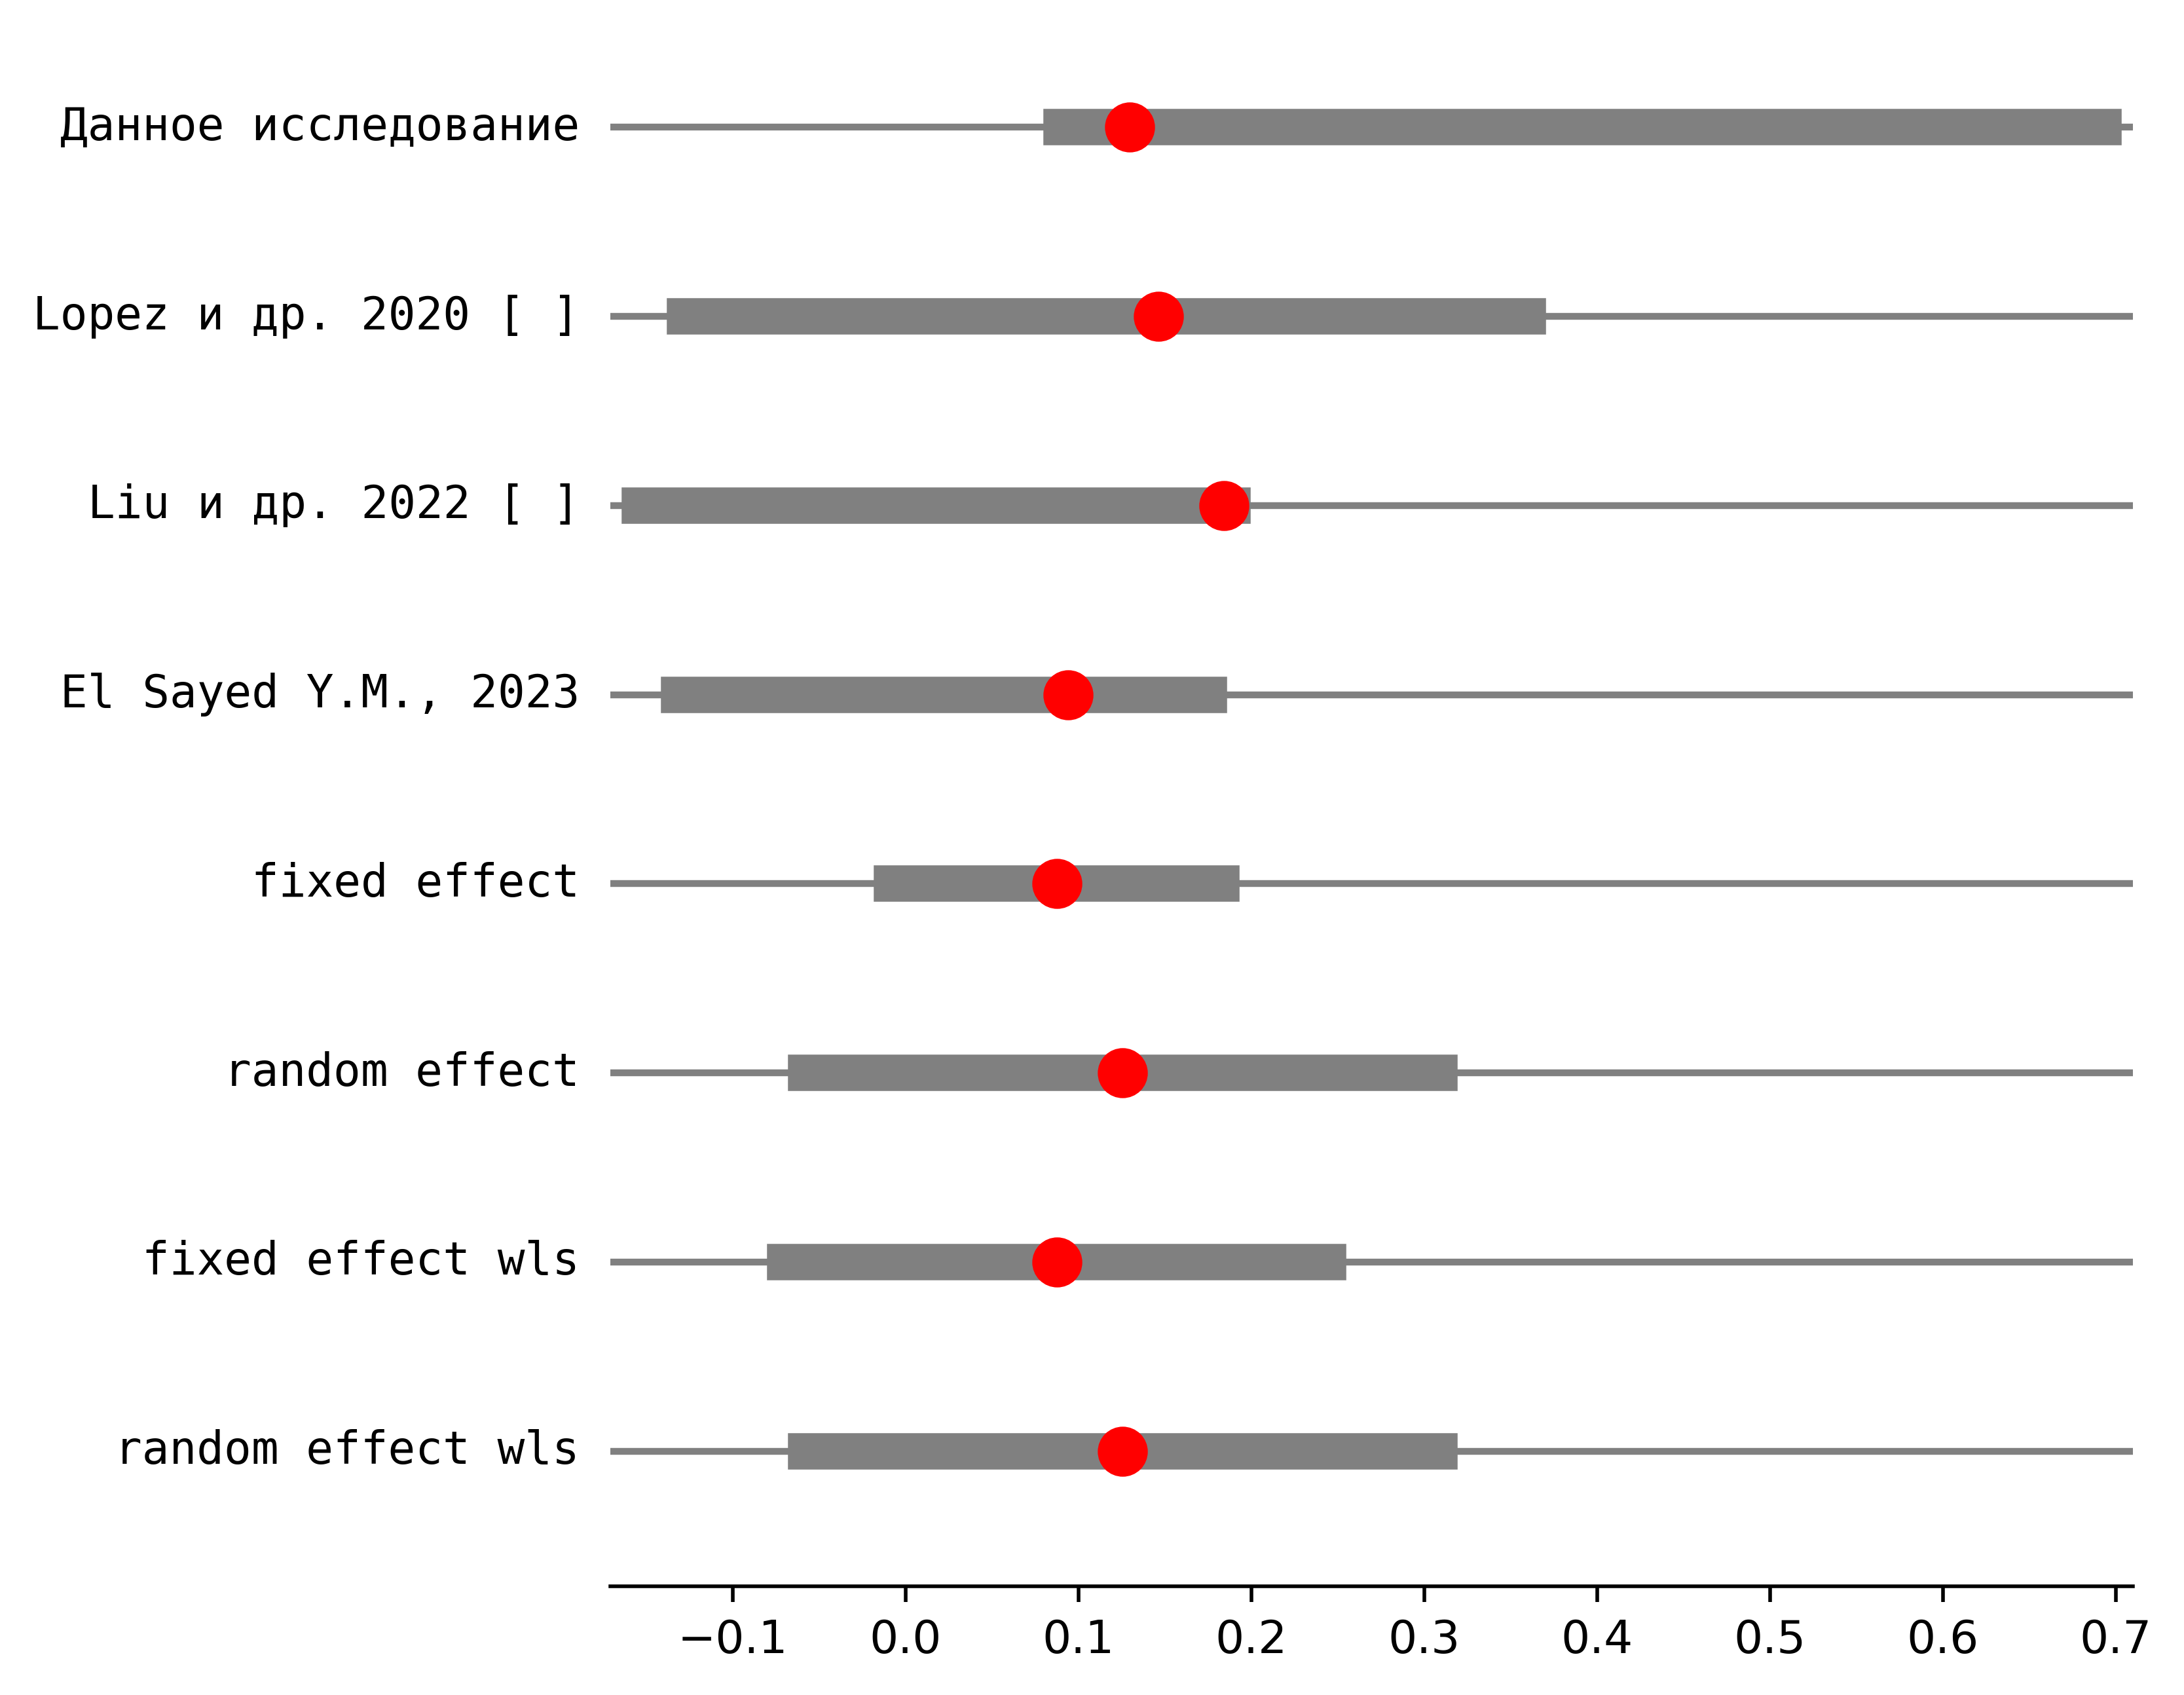 Данное исследование
Lopez и др. 2020 [ ]
Liu и др. 2022 [ ]
El Sayed Y.M., 2023
fixed effect
random effect
fixed effect wls
random effect wls
−0.1 0.0 0.1 0.2 0.3 0.4 0.5 0.6 0.7